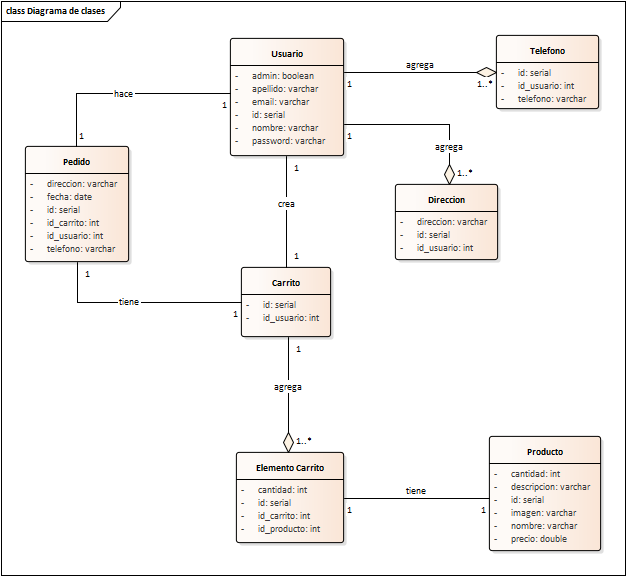 class Diagrama de clases
Usuario
- admin: boolean
- apellido: varchar
- email: varchar
- id: serial
- nombre: varchar
- password: varchar
Telefono
- id: serial
- id_usuario: int
- telefono: varchar
agrega
1
1..*
hace
1
1
1
agrega
1..*
Pedido
- direccion: varchar
- fecha: date
- id: serial
- id_carrito: int
- id_usuario: int
- telefono: varchar
Direccion
- direccion: varchar
- id: serial
- id_usuario: int
1
crea
1
Carrito
- id: serial
- id_usuario: int
1
tiene
1
1
agrega
1..*
Elemento Carrito
- cantidad: int
- id: serial
- id_carrito: int
- id_producto: int
Producto
- cantidad: int
- descripcion: varchar
- id: serial
- imagen: varchar
- nombre: varchar
- precio: double
tiene
1
1